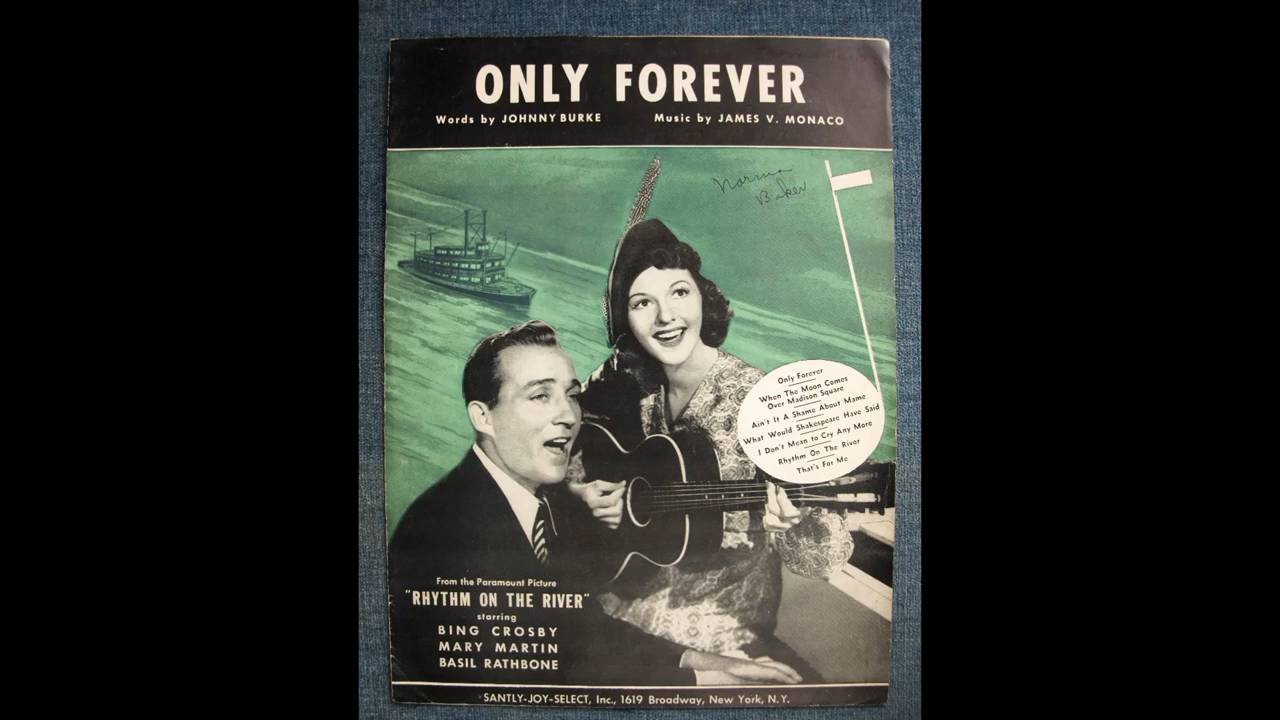 ONLY FOREVER
Words by JOHNNY BURKE Music by JAMES V. MONACO
Norma
Baker
Only Forever
When The Moon Comes
Over Madison Square
Ain't It A Shame About Mame
What Would Shakespeare Have Said
I Don't Mean to Cry Any More
Rhythm On The River
That's For Me
From the Paramount Picture
"RHYTHM ON THE RIVER"
starring
BING CROSBY
MARY MARTIN
BASIL RATHBONE
SANTLY-JOY-SELECT, Inc., 1619 Broadway, New York, N.Y.